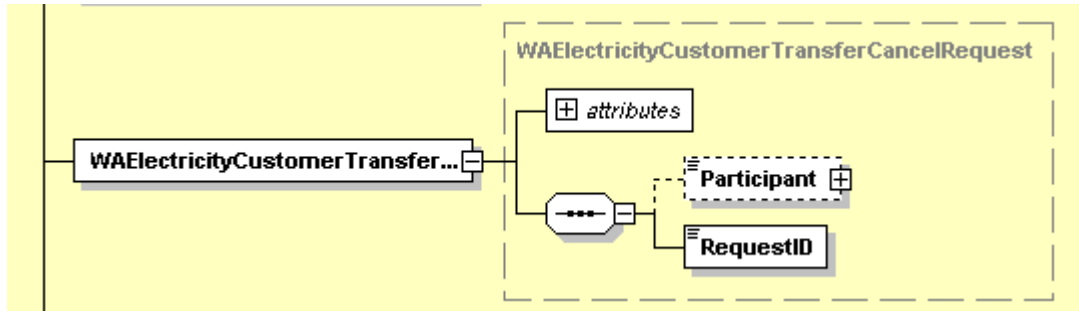 WAElectricityCustomerTransferCancelRequest
attributes
WAElectricityCustomerTransfer...
Participant
RequestID